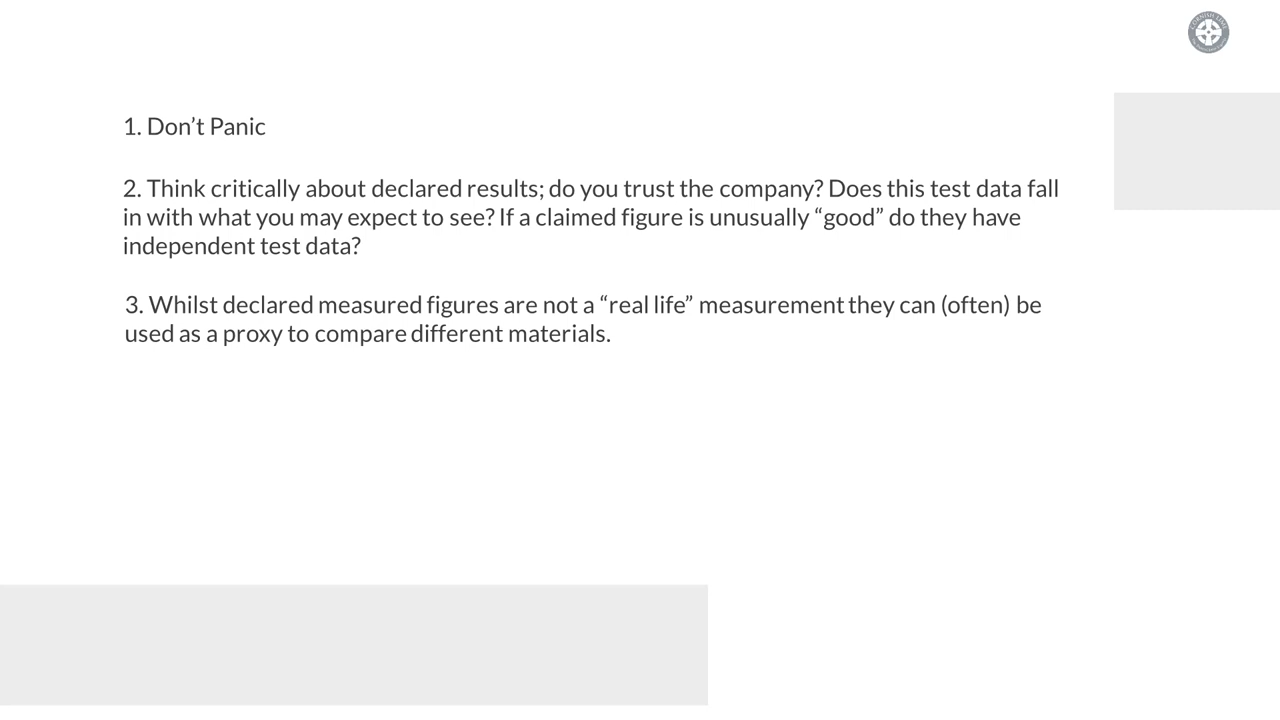 CORNISH LIME
1. Don’t Panic
2. Think critically about declared results; do you trust the company? Does this test data fall
in with what you may expect to see? If a claimed figure is unusually “good” do they have
independent test data?
3. Whilst declared measured figures are not a “real life” measurement they can (often) be
used as a proxy to compare different materials.